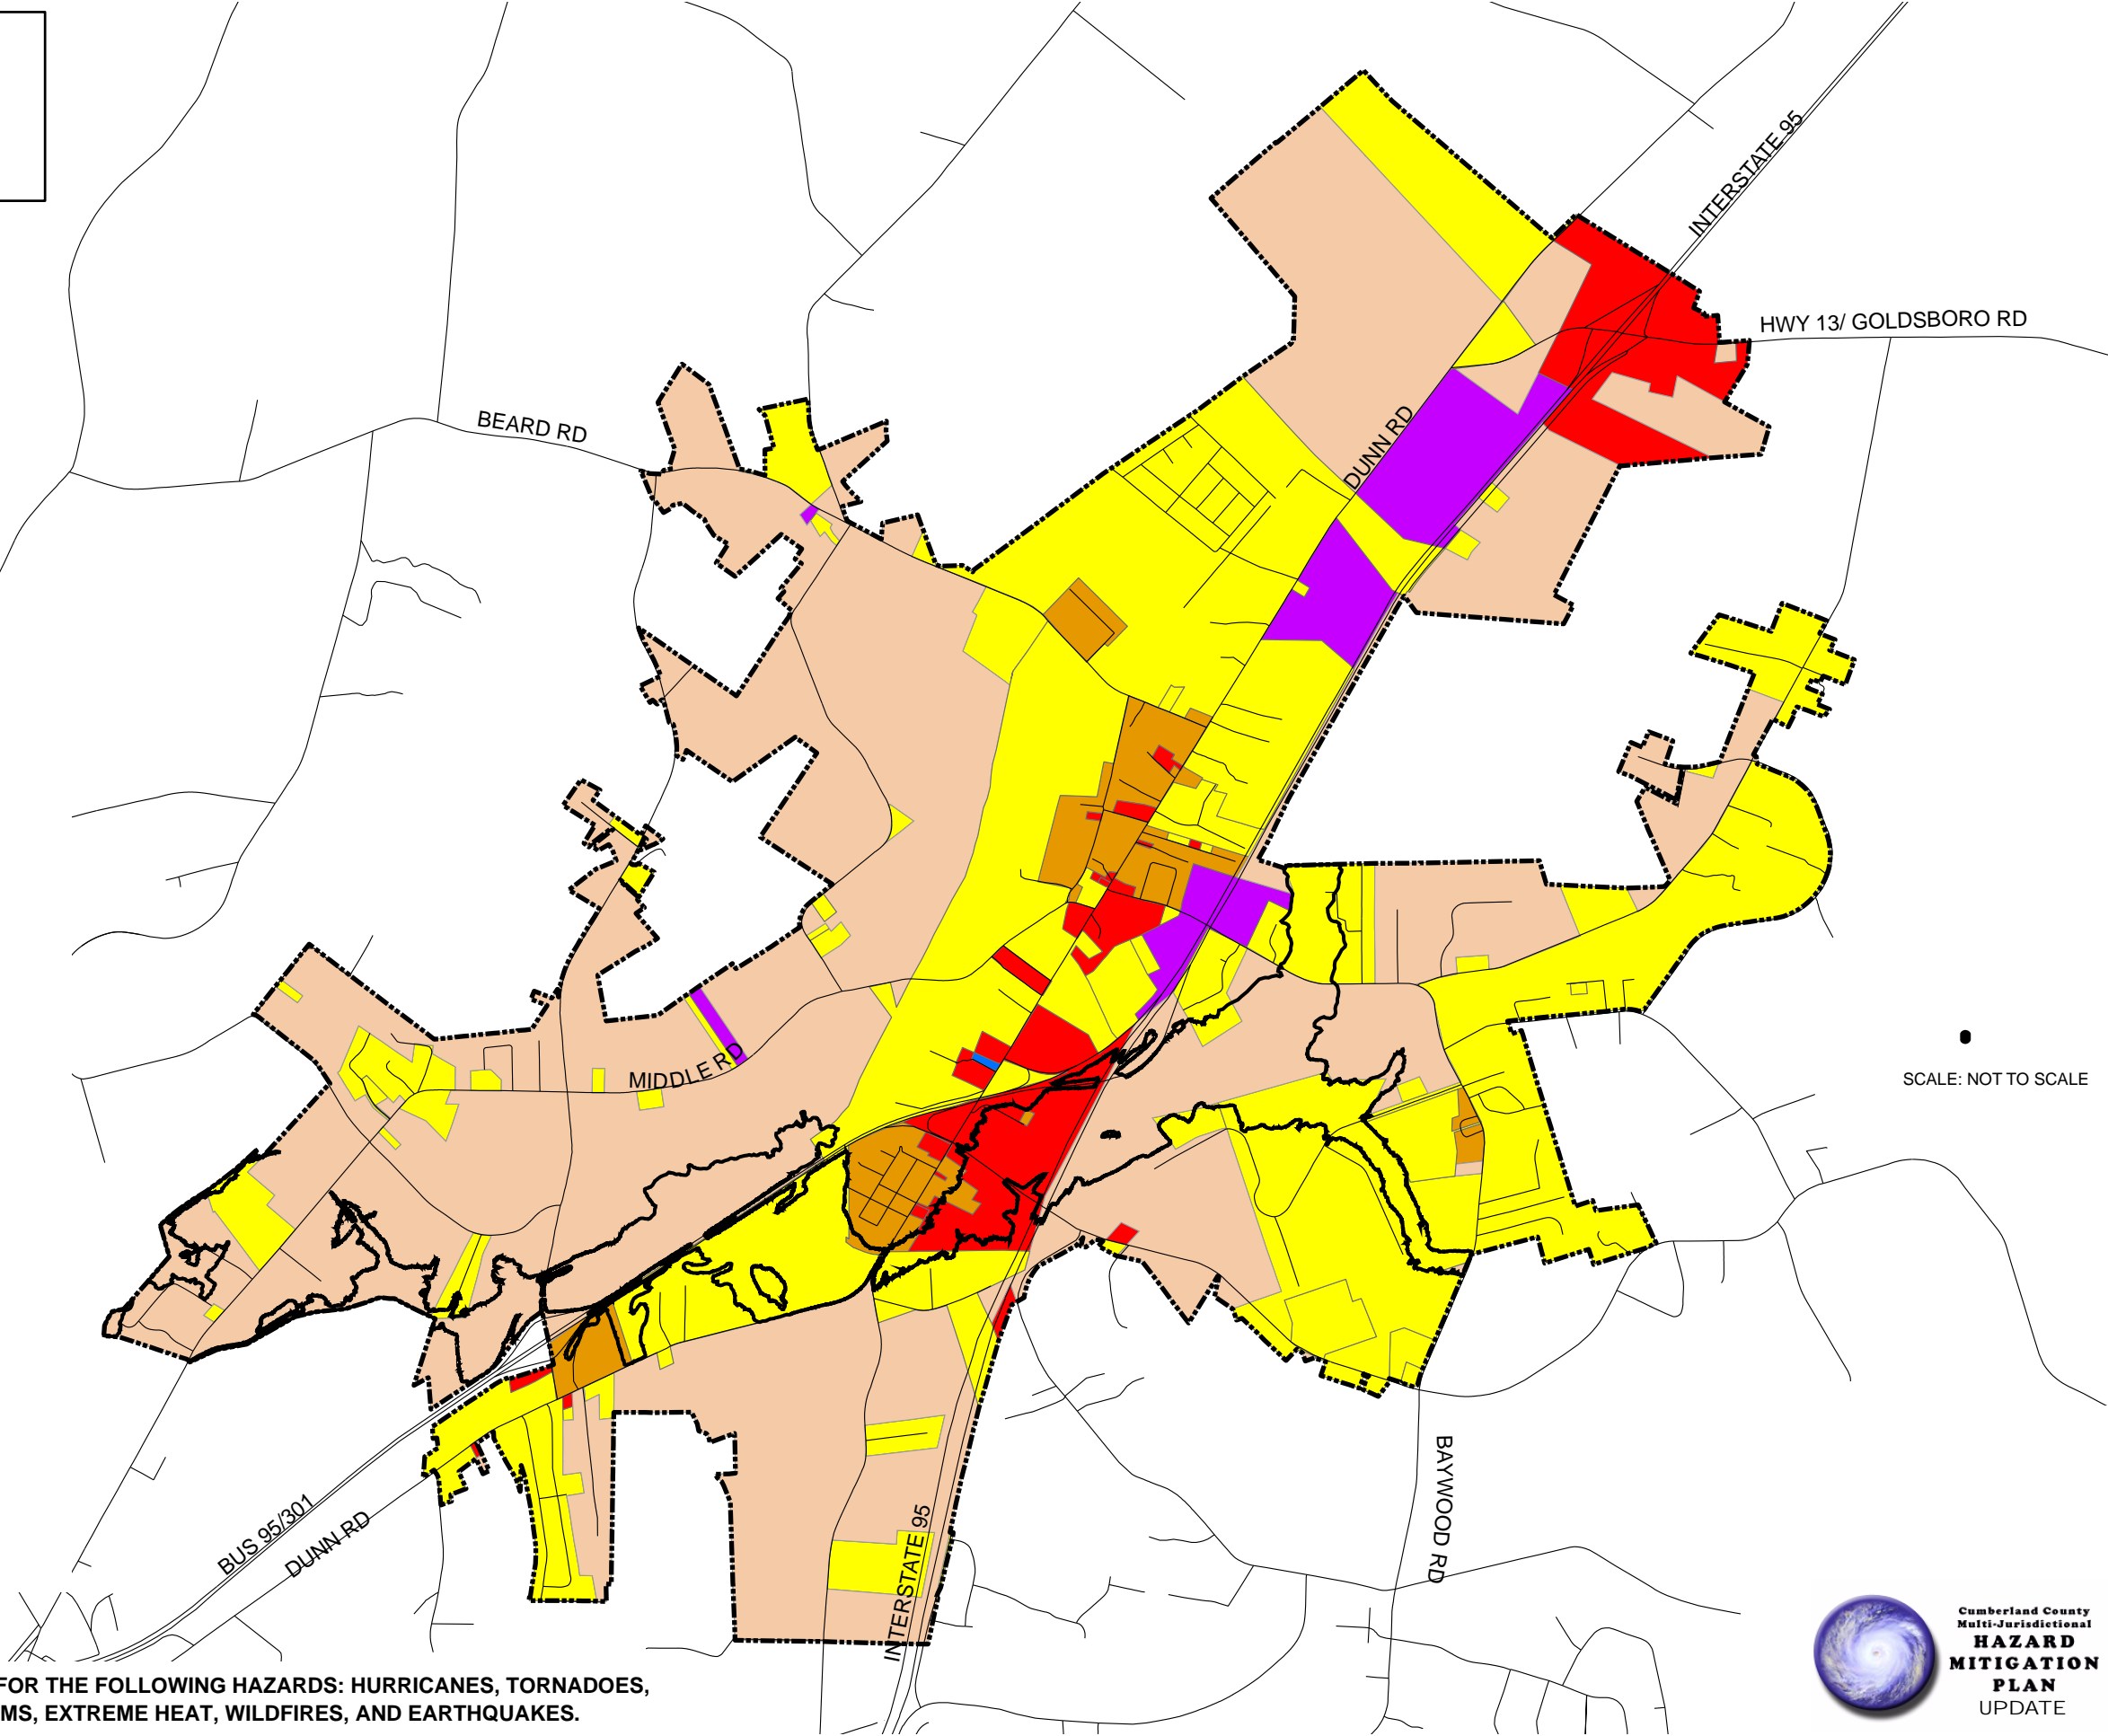 INTERSTATE 95
HWY 13/ GOLDSBORO RD
BEARD RD
DUNN RD
MIDDLE RD
SCALE: NOT TO SCALE
BAYWOOD RD
BUS 95/301
DUNN RD
INTERSTATE 95
FOR THE FOLLOWING HAZARDS: HURRICANES, TORNADOES,
MS, EXTREME HEAT, WILDFIRES, AND EARTHQUAKES.
Cumberland County
Multi-Jurisdictional
HAZARD
MITIGATION
PLAN
UPDATE